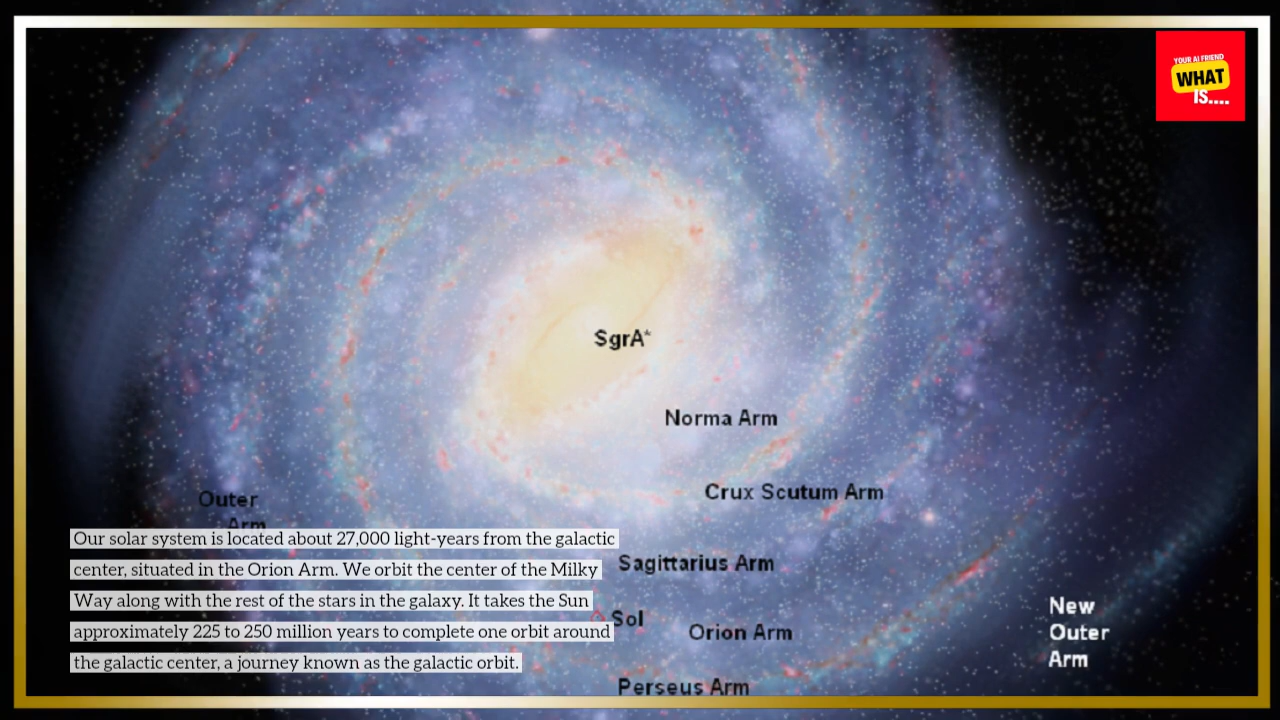 YOUR AI FRIEND
WHAT
IS....
SgrA*
Norma Arm
Crux Scutum Arm
Outer
Arm
Our solar system is located about 27,000 light-years from the galactic
center, situated in the Orion Arm. We orbit the center of the Milky
Way along with the rest of the stars in the galaxy. It takes the Sun
approximately 225 to 250 million years to complete one orbit around
the galactic center, a journey known as the galactic orbit.
Sagittarius Arm
Sol
Orion Arm
New
Outer
Arm
Perseus Arm